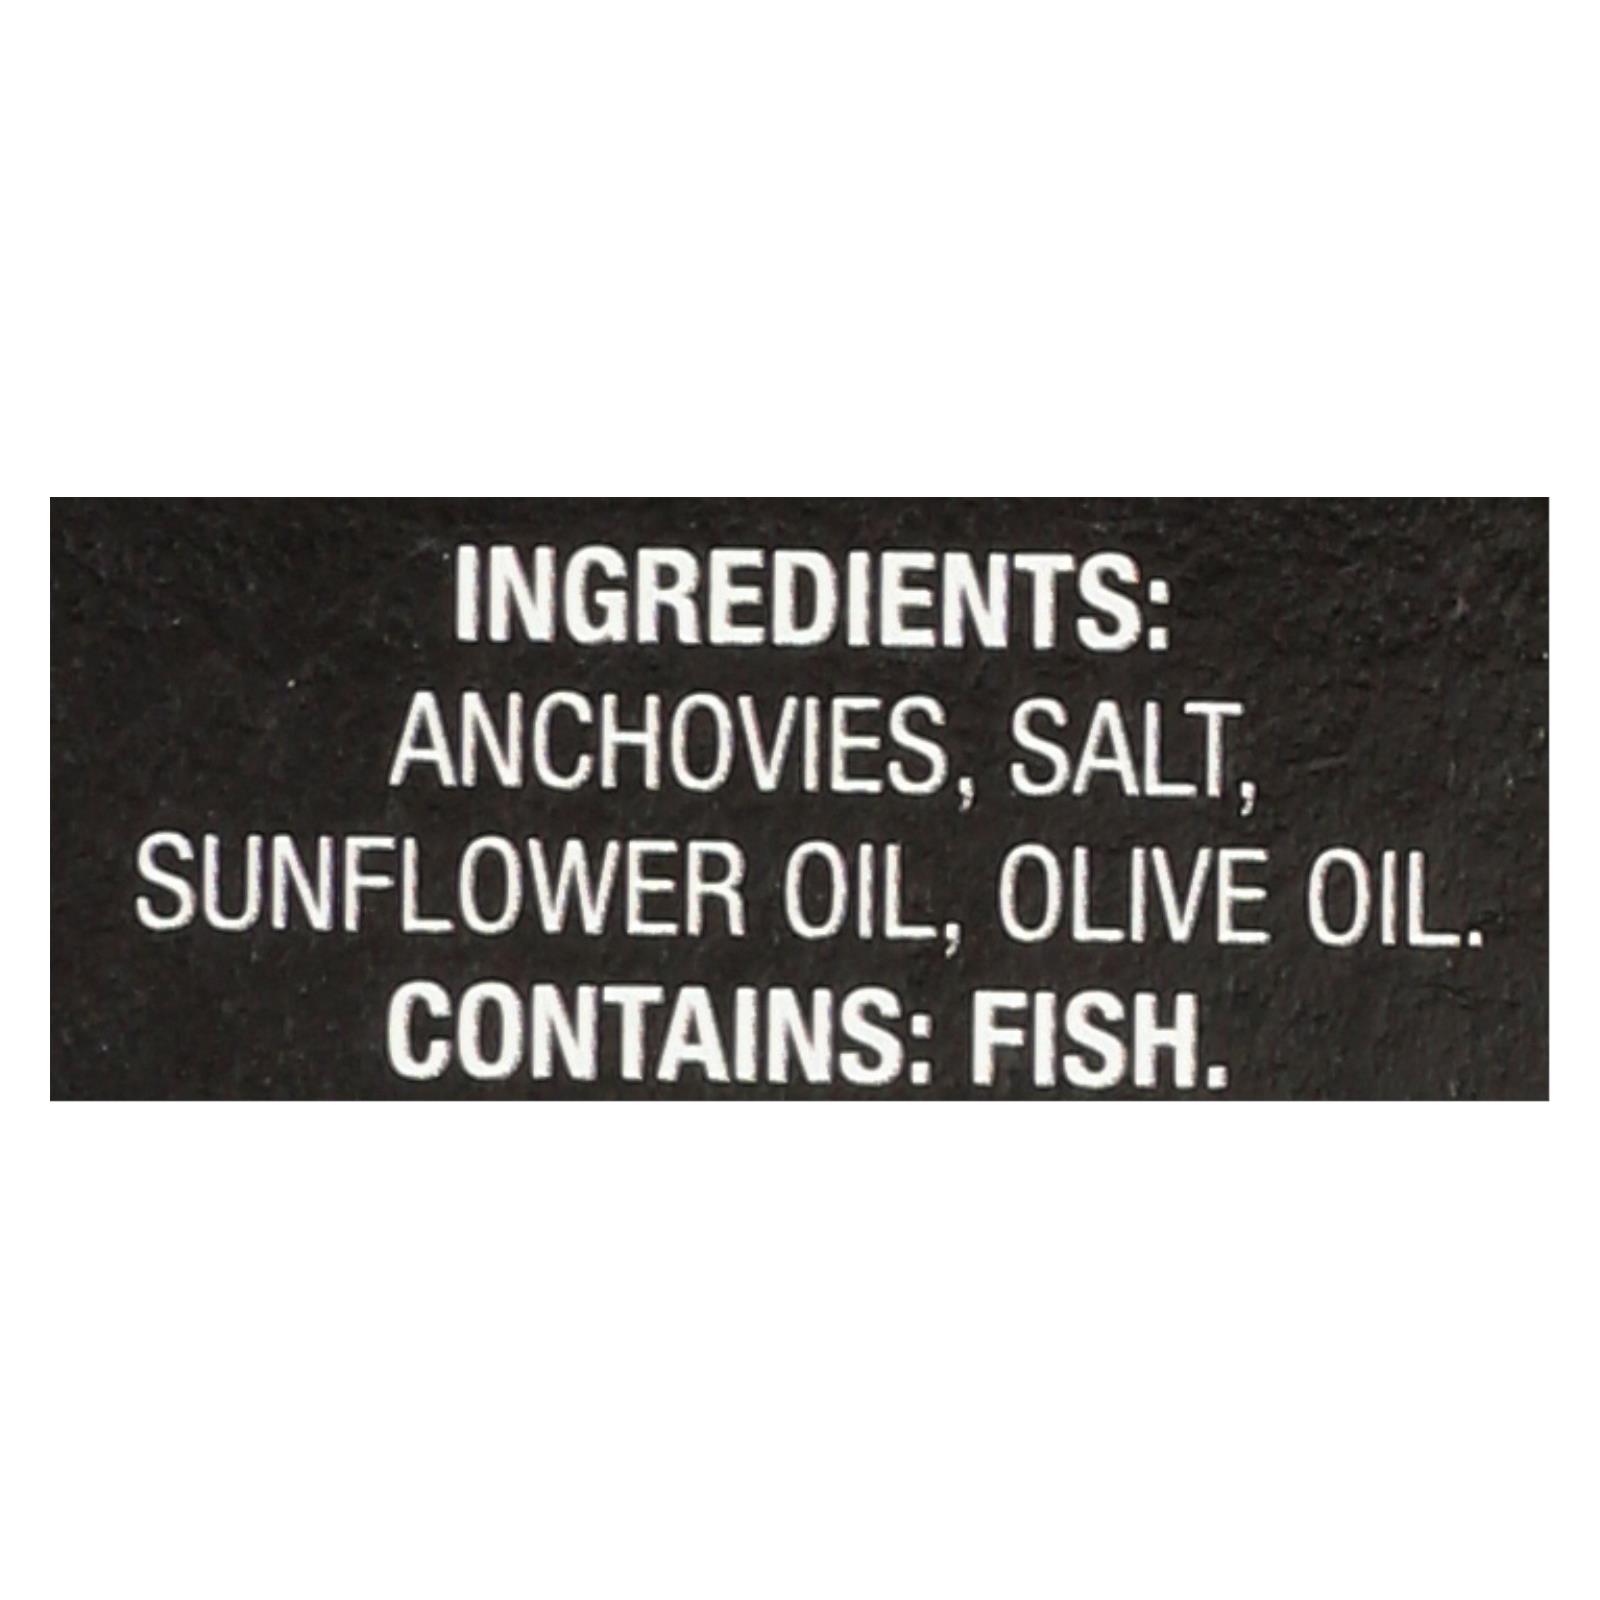 INGREDIENTS:
ANCHOVIES, SALT,
SUNFLOWER OIL, OLIVE OIL.
CONTAINS: FISH.